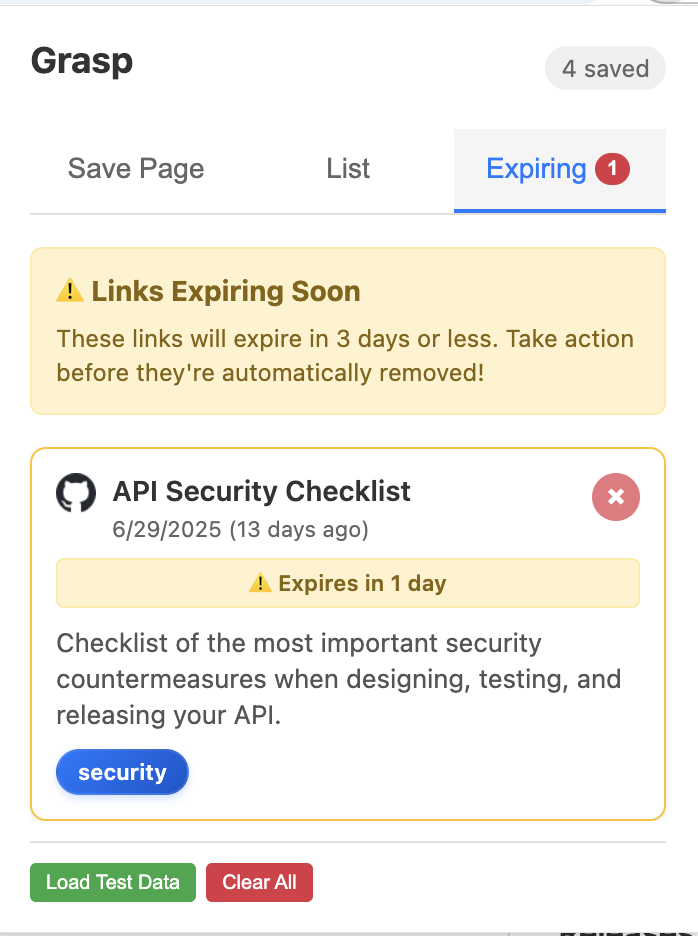 Grasp
4 saved
Save Page
List
Expiring 1
⚠️ Links Expiring Soon
These links will expire in 3 days or less. Take action
before they're automatically removed!
API Security Checklist
6/29/2025 (13 days ago)
⚠️ Expires in 1 day
Checklist of the most important security
countermeasures when designing, testing, and
releasing your API.
security
Load Test Data
Clear All